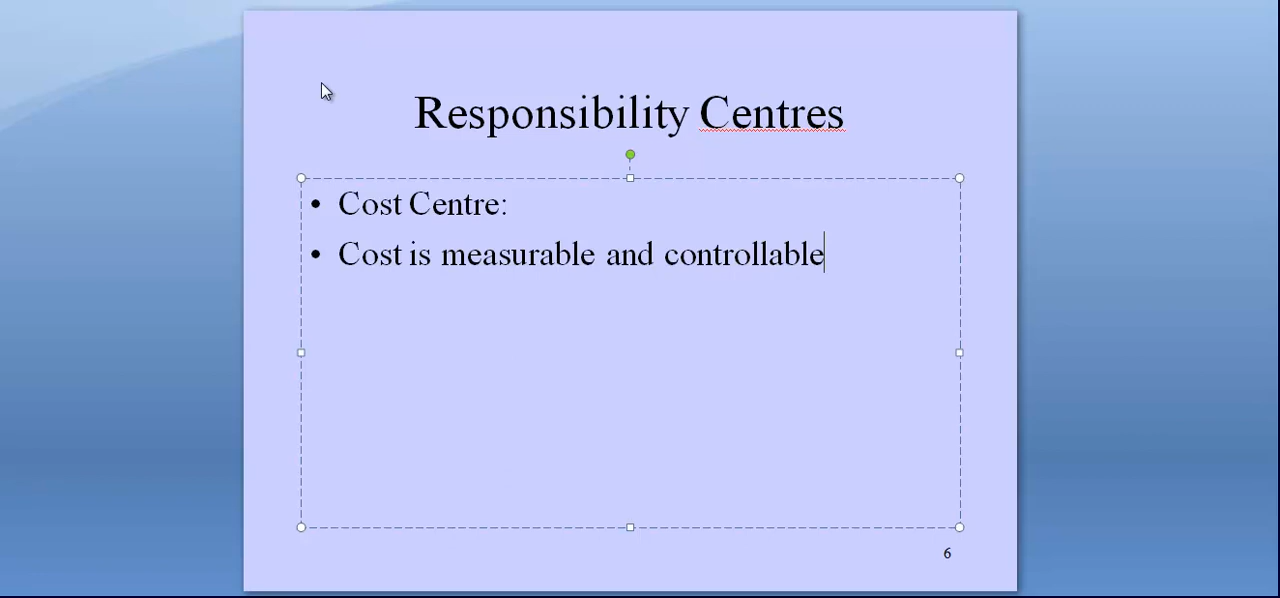 Responsibility Centres
• Cost Centre:
• Cost is measurable and controllable
6